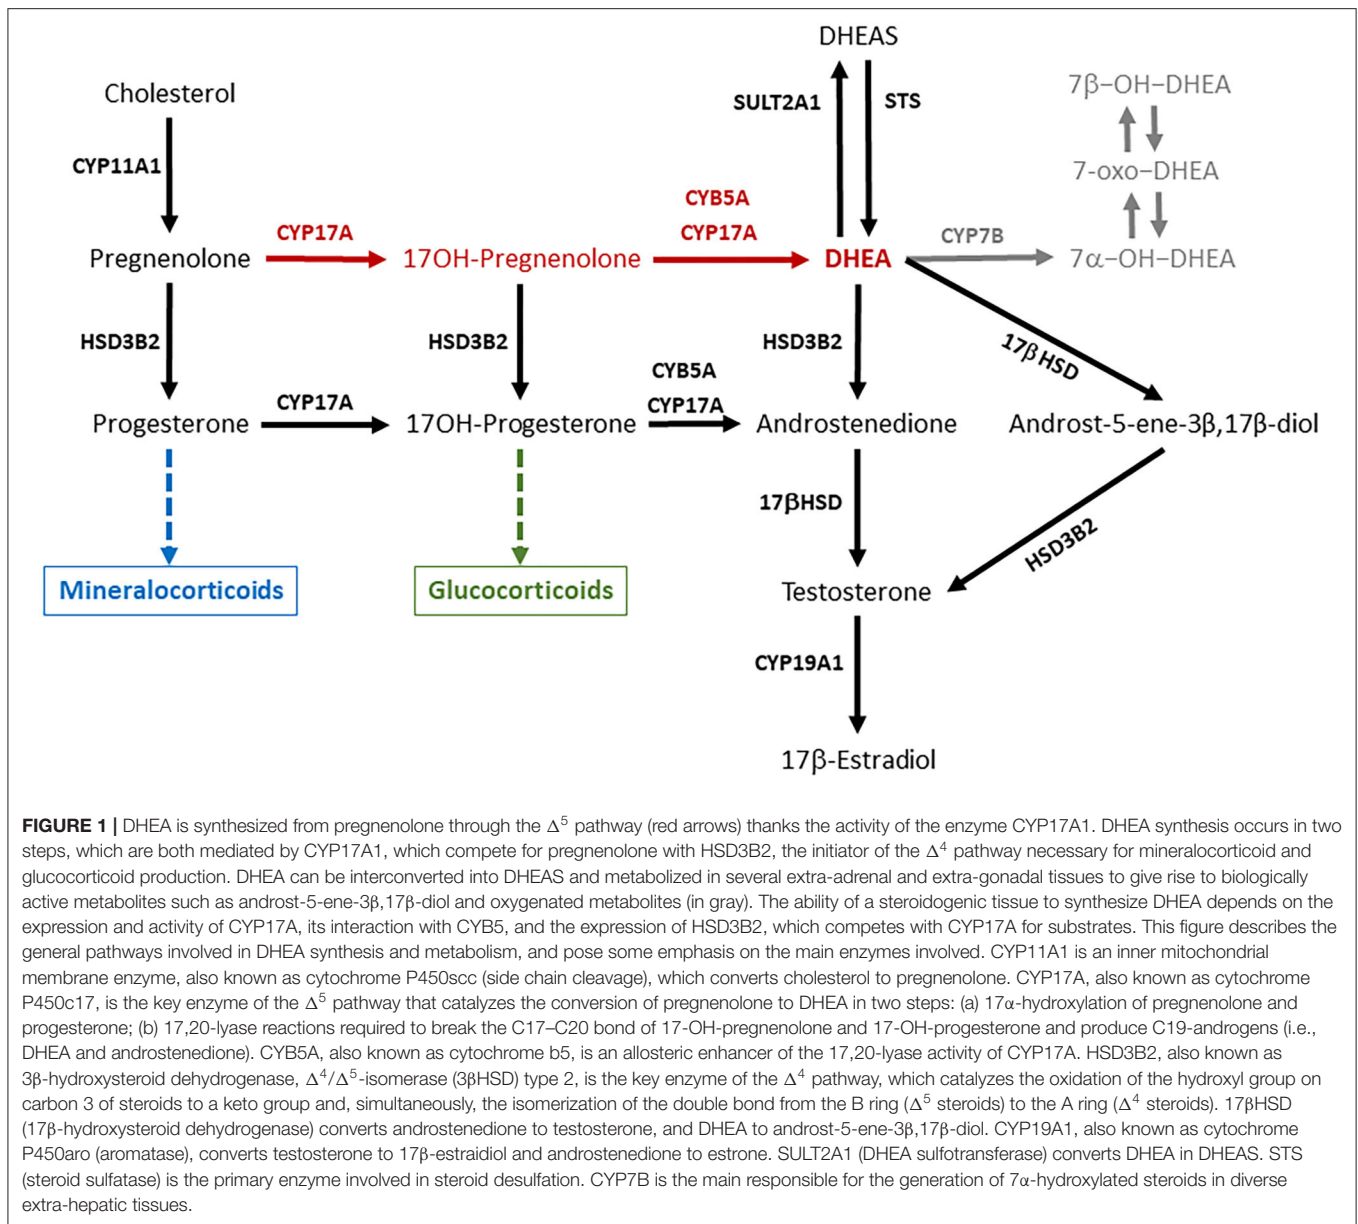 DHEAS
Cholesterol
7β–OH–DHEA
SULT2A1
STS
CYP11A1
7-oxo–DHEA
CYB5A
CYP17A
CYP17A
CYP7B
Pregnenolone
17OH-Pregnenolone
DHEA
7α–OH–DHEA
HSD3B2
HSD3B2
HSD3B2
17βHSD
CYB5A
CYP17A
CYP17A
Progesterone
17OH-Progesterone
Androstenedione
Androst-5-ene-3β,17β-diol
17βHSD
HSD3B2
Mineralocorticoids
Glucocorticoids
Testosterone
CYP19A1
17β-Estradiol
FIGURE 1 | DHEA is synthesized from pregnenolone through the Δ⁵ pathway (red arrows) thanks the activity of the enzyme CYP17A1. DHEA synthesis occurs in two
steps, which are both mediated by CYP17A1, which compete for pregnenolone with HSD3B2, the initiator of the Δ⁴ pathway necessary for mineralocorticoid and
glucocorticoid production. DHEA can be interconverted into DHEAS and metabolized in several extra-adrenal and extra-gonadal tissues to give rise to biologically
active metabolites such as androst-5-ene-3β,17β-diol and oxygenated metabolites (in gray). The ability of a steroidogenic tissue to synthesize DHEA depends on the
expression and activity of CYP17A, its interaction with CYB5, and the expression of HSD3B2, which competes with CYP17A for substrates. This figure describes the
general pathways involved in DHEA synthesis and metabolism, and pose some emphasis on the main enzymes involved. CYP11A1 is an inner mitochondrial
membrane enzyme, also known as cytochrome P450scc (side chain cleavage), which converts cholesterol to pregnenolone. CYP17A, also known as cytochrome
P450c17, is the key enzyme of the Δ⁵ pathway that catalyzes the conversion of pregnenolone to DHEA in two steps: (a) 17α-hydroxylation of pregnenolone and
progesterone; (b) 17,20-lyase reactions required to break the C17–C20 bond of 17-OH-pregnenolone and 17-OH-progesterone and produce C19-androgens (i.e.,
DHEA and androstenedione). CYB5A, also known as cytochrome b5, is an allosteric enhancer of the 17,20-lyase activity of CYP17A. HSD3B2, also known as
3β-hydroxysteroid dehydrogenase, Δ⁴/Δ⁵-isomerase (3βHSD) type 2, is the key enzyme of the Δ⁴ pathway, which catalyzes the oxidation of the hydroxyl group on
carbon 3 of steroids to a keto group and, simultaneously, the isomerization of the double bond from the B ring (Δ⁵ steroids) to the A ring (Δ⁴ steroids). 17βHSD
(17β-hydroxysteroid dehydrogenase) converts androstenedione to testosterone, and DHEA to androst-5-ene-3β,17β-diol. CYP19A1, also known as cytochrome
P450aro (aromatase), converts testosterone to 17β-estraidiol and androstenedione to estrone. SULT2A1 (DHEA sulfotransferase) converts DHEA in DHEAS. STS
(steroid sulfatase) is the primary enzyme involved in steroid desulfation. CYP7B is the main responsible for the generation of 7α-hydroxylated steroids in diverse
extra-hepatic tissues.